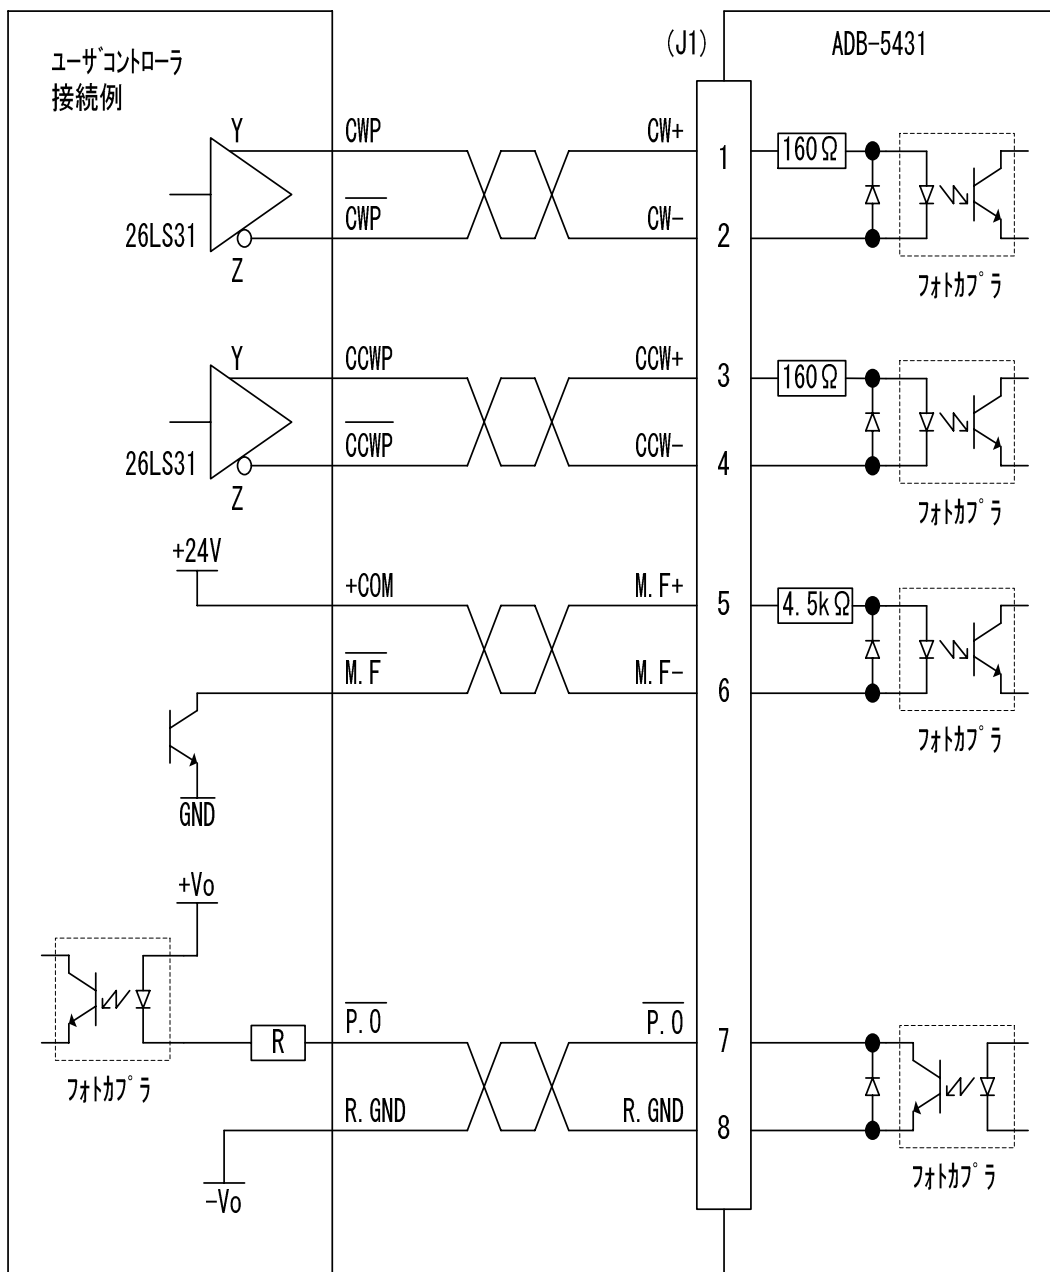 ユーザコントローラ
接続例
(J1)
ADB-5431
Y
CWP
CW+
1
160Ω
26LS31
CWP
CW-
2
Z
フォトカプラ
Y
CCWP
CCW+
3
160Ω
26LS31
CCWP
CCW-
4
Z
フォトカプラ
+24V
+COM
M.F+
5
4.5kΩ
M.F
M.F-
6
フォトカプラ
GND
+Vo
P.O
P.O
7
R
フォトカプラ
R.GND
R.GND
8
フォトカプラ
-Vo